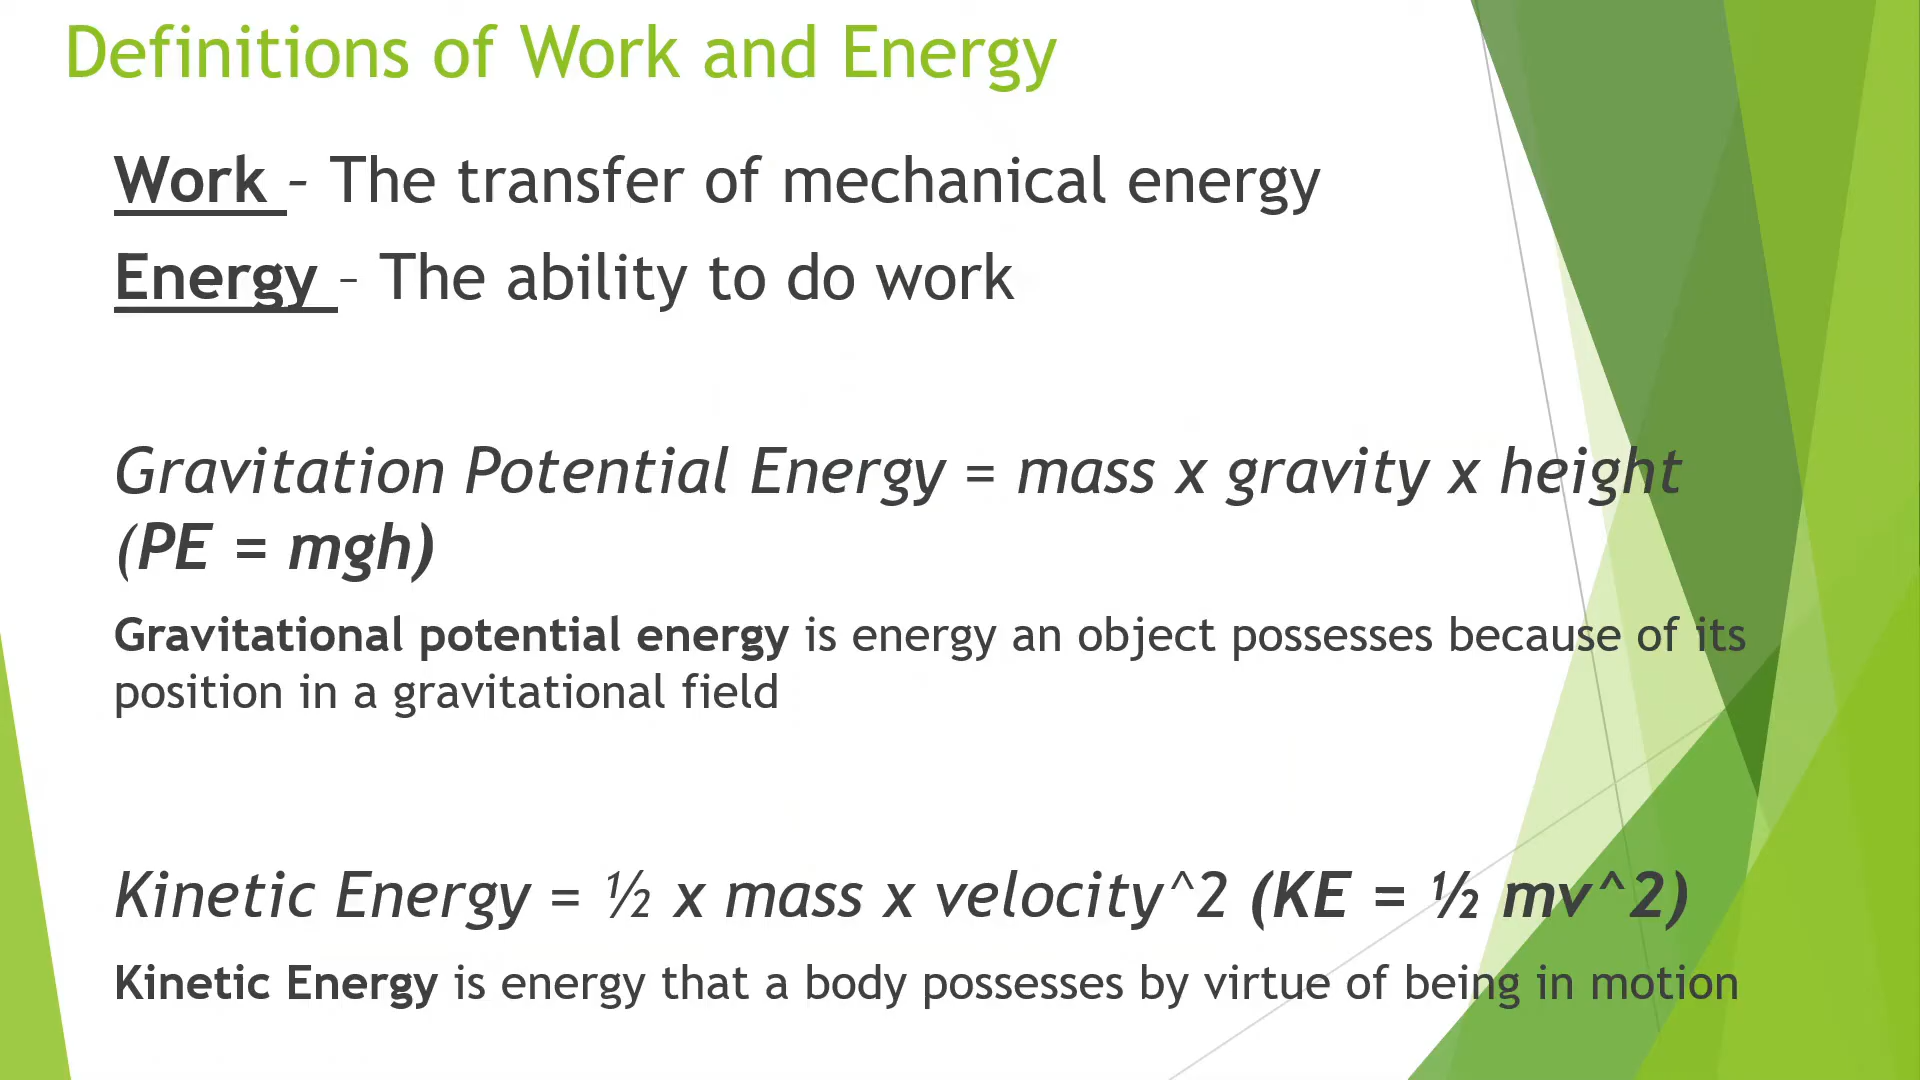 Definitions of Work and Energy
Work – The transfer of mechanical energy
Energy – The ability to do work
Gravitation Potential Energy = mass x gravity x height
(PE = mgh)
Gravitational potential energy is energy an object possesses because of its
position in a gravitational field
Kinetic Energy = ½ x mass x velocity^2 (KE = ½ mv^2)
Kinetic Energy is energy that a body possesses by virtue of being in motion